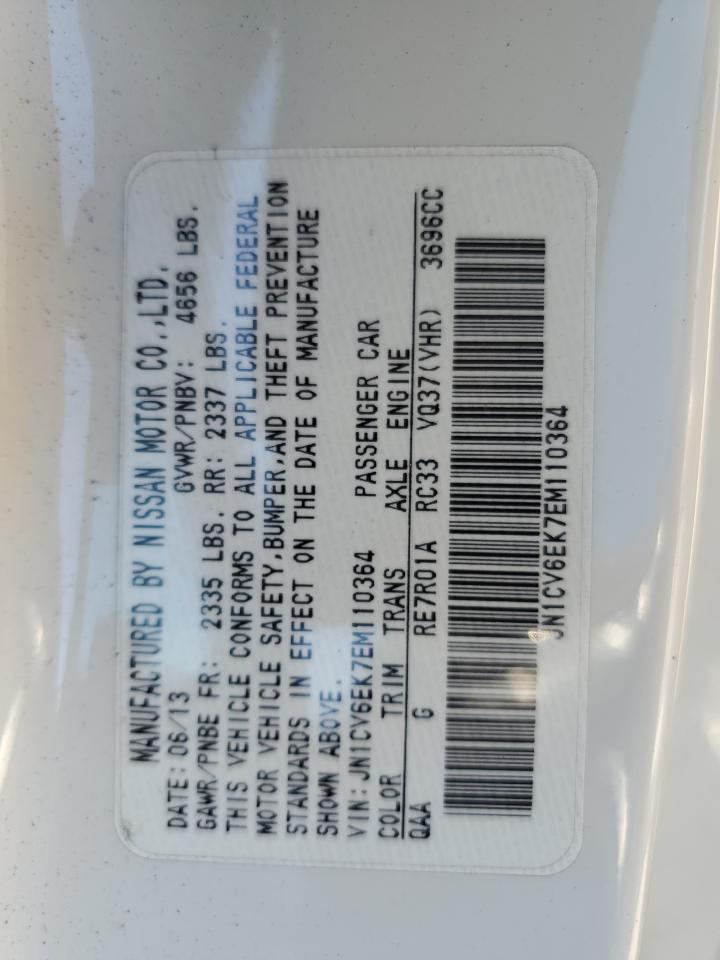 MANUFACTURED BY NISSAN MOTOR CO.,LTD.
DATE: 06/13 GVWR/PNBV: 4656 LBS.
GAWR/PNBE FR: 2335 LBS. RR: 2337 LBS.
THIS VEHICLE CONFORMS TO ALL APPLICABLE FEDERAL
MOTOR VEHICLE SAFETY,BUMPER,AND THEFT PREVENTION
STANDARDS IN EFFECT ON THE DATE OF MANUFACTURE
SHOWN ABOVE.
VIN: JN1CV6EK7EM110364 PASSENGER CAR
COLOR TRIM TRANS AXLE ENGINE
QAA G RE7R01A RC33 VQ37(VHR) 3696CC
JN1CV6EK7EM110364